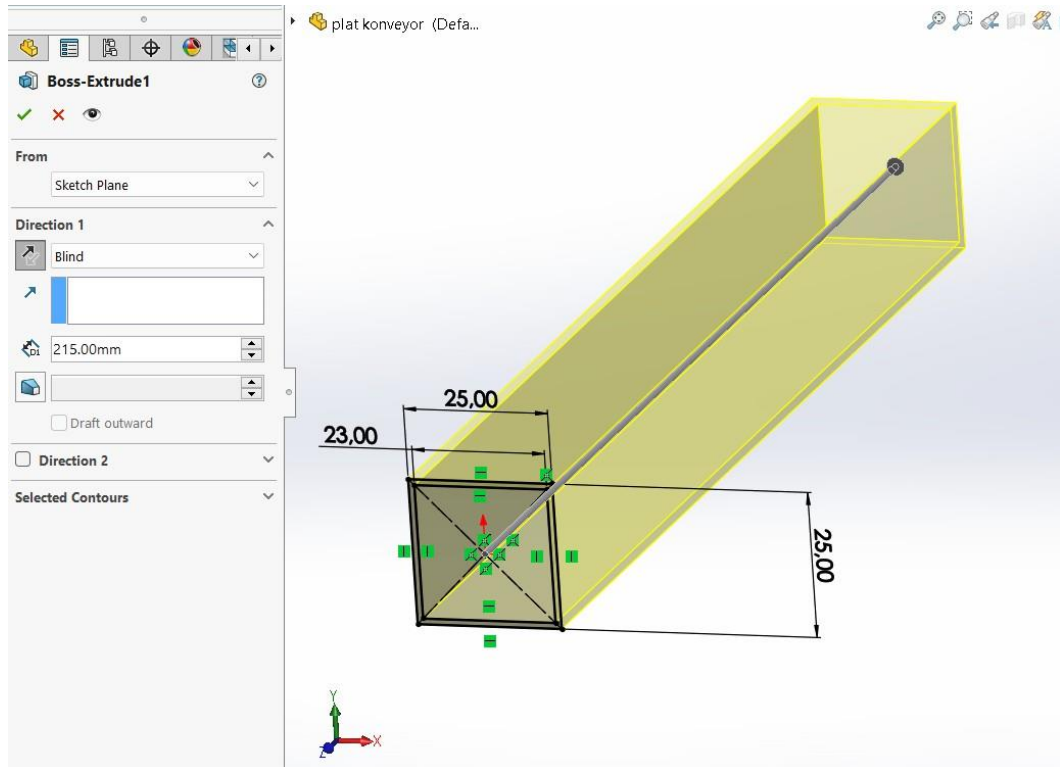 plat konveyor (Defa...
Boss-Extrude1
From
Sketch Plane
Direction 1
Blind
D1
215.00mm
Draft outward
Direction 2
Selected Contours
25,00
23,00
25,00
Y
X
Z